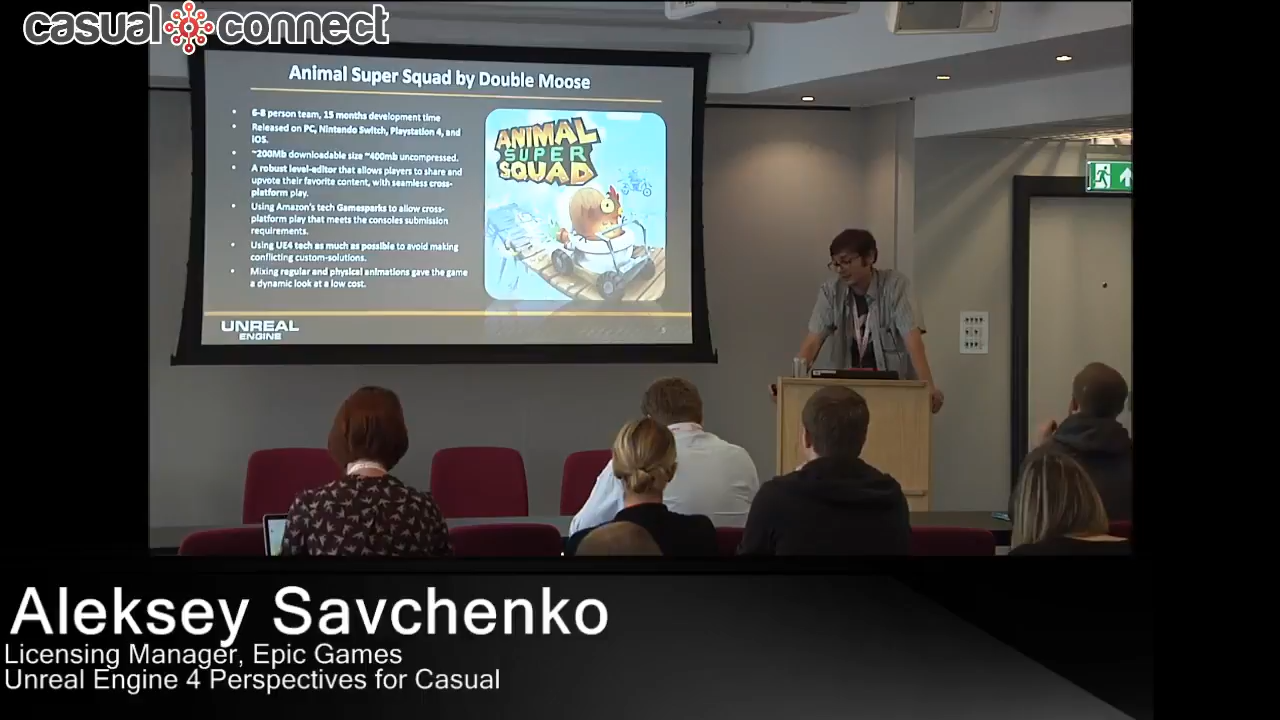 casual connect
Animal Super Squad by Double Moose
6-8 person team, 15 months development time
Released on PC, Nintendo Switch, Playstation 4, and
iOS.
~200Mb downloadable size ~400mb uncompressed.
A robust level-editor that allows players to share and
upvote their favorite content, with seamless cross-
platform play.
Using Amazon's tech Gamesparks to allow cross-
platform play that meets the consoles submission
requirements.
Using UE4 tech as much as possible to avoid making
conflicting custom-solutions.
Mixing regular and physical animations gave the game
a dynamic look at a low cost.
ANIMAL
SUPER
SQUAD
UNREAL
ENGINE
5
Aleksey Savchenko
Licensing Manager, Epic Games
Unreal Engine 4 Perspectives for Casual